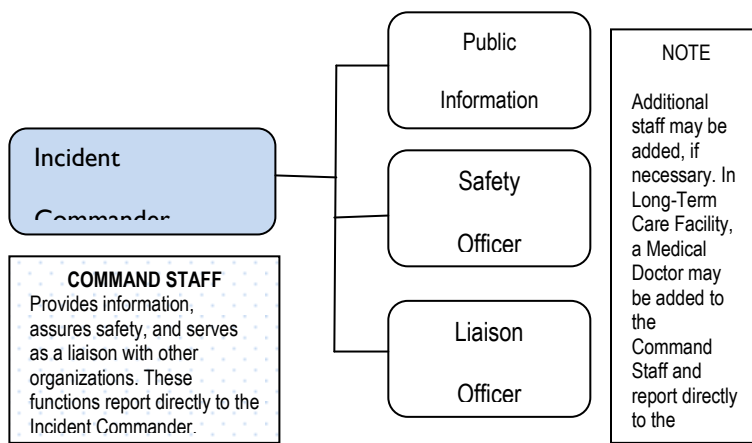 Public
Information
Incident
Commander
Safety
Officer
Liaison
Officer
COMMAND STAFF
Provides information,
assures safety, and serves
as a liaison with other
organizations. These
functions report directly to the
Incident Commander.
NOTE
Additional
staff may be
added, if
necessary. In
Long-Term
Care Facility,
a Medical
Doctor may
be added to
the
Command
Staff and
report directly
to the